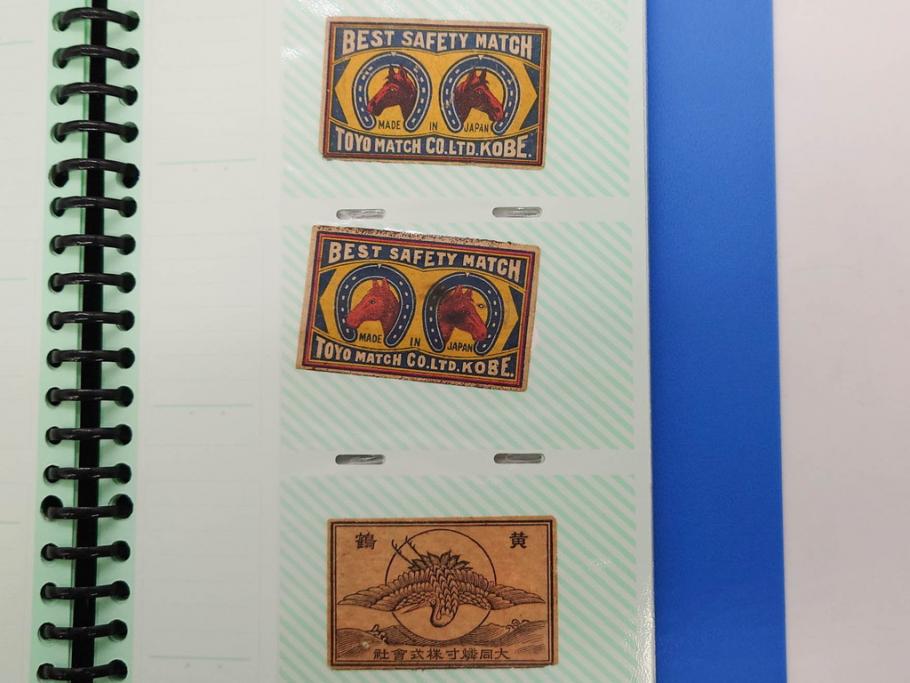 BEST SAFETY MATCH
MADE IN JAPAN
TOYO MATCH CO.LTD.KOBE.
BEST SAFETY MATCH
MADE IN JAPAN
TOYO MATCH CO.LTD.KOBE.
黄鶴
大同燐寸株式會社